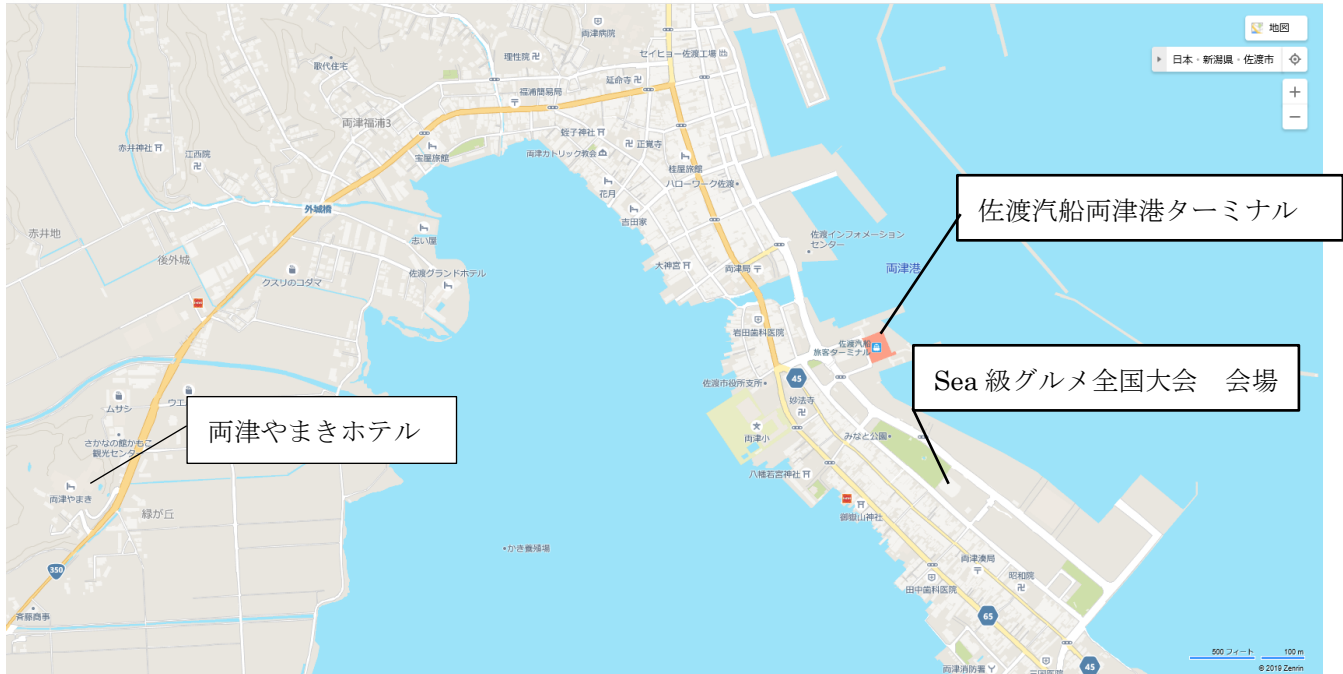 両津病院
地図
理性院
セイヒョー佐渡工場
日本・新潟県・佐渡市
歌代住宅
延命寺
福浦簡易局
両津福浦3
蛭子神社
赤井神社
江西院
正覚寺
宝屋旅館
両津カトリック教会
桂屋旅館
ハローワーク佐渡
花月
外城橋
吉田家
佐渡汽船両津港ターミナル
赤井地
志い屋
佐渡インフォメーション
センター
後外城
大神宮
両津局
両津港
佐渡グランドホテル
クスリのコダマ
岩田歯科医院
佐渡汽船
旅客ターミナル
Sea 級グルメ全国大会　会場
佐渡市役所支所
45
ムサシ
ウエ
妙法寺
両津やまきホテル
両津小
みなと公園
さかなの館かもこ
観光センター
八幡若宮神社
両津やまき
緑が丘
御嶽山神社
かき養殖場
両津湊局
350
昭和院
田中歯科医院
斉藤商事
65
500 フィート
100 m
両津消防署
45
© 2019 Zenrin